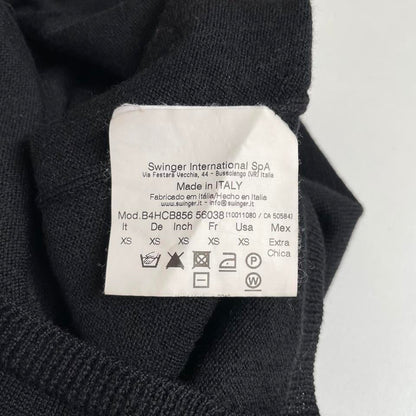 Swinger International SpA
Via Festara Vecchia, 44 - Bussolengo (VR) Italia
Made in ITALY
Fabricado em Itália/Hecho en Italia
www.swinger.it - info@swinger.it
Mod.B4HCB856 56038 (10011080 / DA 50584)
It De Inch Fr Usa Mex
XS XS XS XS XS Extra Chica
P
W